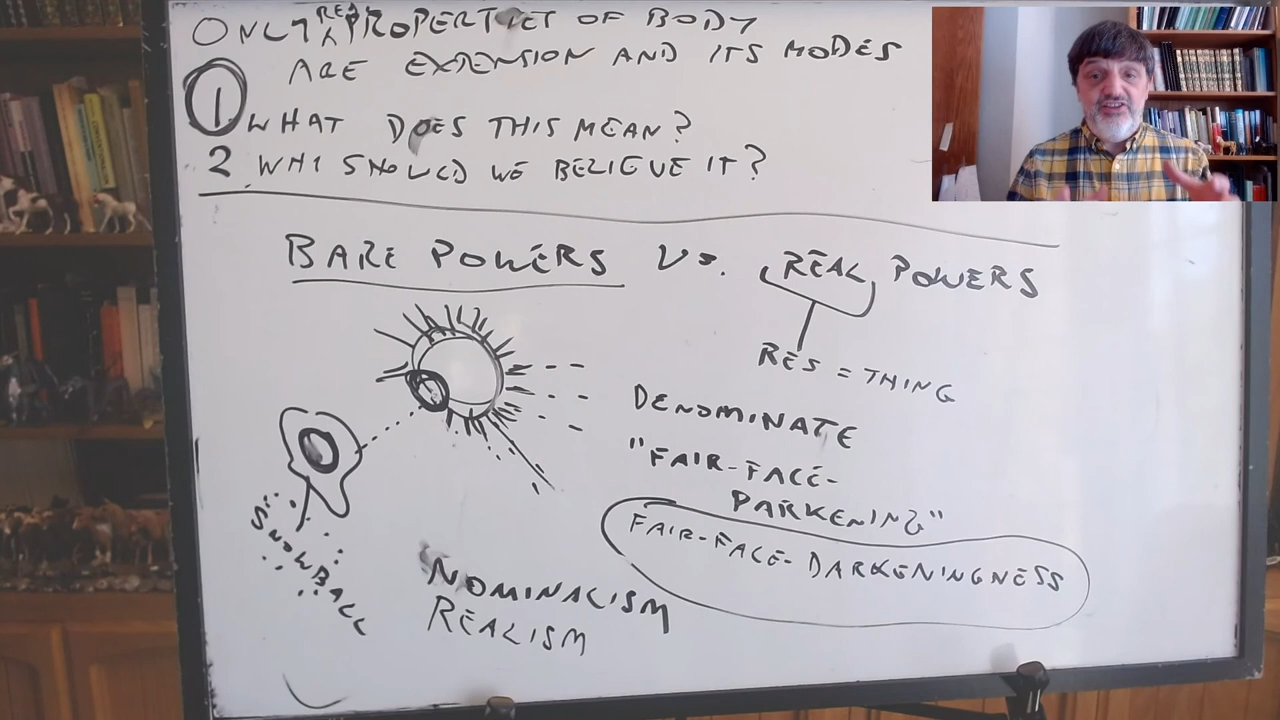 ONLY REAL PROPERTIES OF BODY
ARE EXTENSION AND ITS MODES
1. WHAT DOES THIS MEAN?
2 WHY SHOULD WE BELIEVE IT?
BARE POWERS VS. REAL POWERS
RES = THING
DENOMINATE
"FAIR-FACE-
DARKENING"
FAIR-FACE-DARKENINGNESS
SNOWBALL
NOMINALISM
REALISM